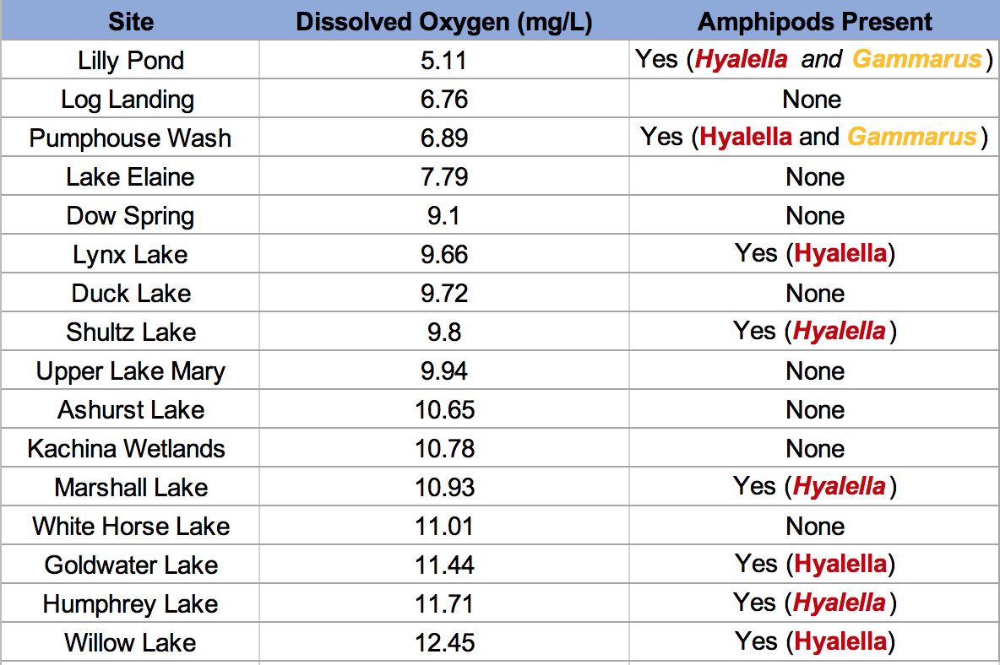 Site Dissolved Oxygen (mg/L) Amphipods Present
Lilly Pond 5.11 Yes (Hyalella and Gammarus)
Log Landing 6.76 None
Pumphouse Wash 6.89 Yes (Hyalella and Gammarus)
Lake Elaine 7.79 None
Dow Spring 9.1 None
Lynx Lake 9.66 Yes (Hyalella)
Duck Lake 9.72 None
Shultz Lake 9.8 Yes (Hyalella)
Upper Lake Mary 9.94 None
Ashurst Lake 10.65 None
Kachina Wetlands 10.78 None
Marshall Lake 10.93 Yes (Hyalella)
White Horse Lake 11.01 None
Goldwater Lake 11.44 Yes (Hyalella)
Humphrey Lake 11.71 Yes (Hyalella)
Willow Lake 12.45 Yes (Hyalella)